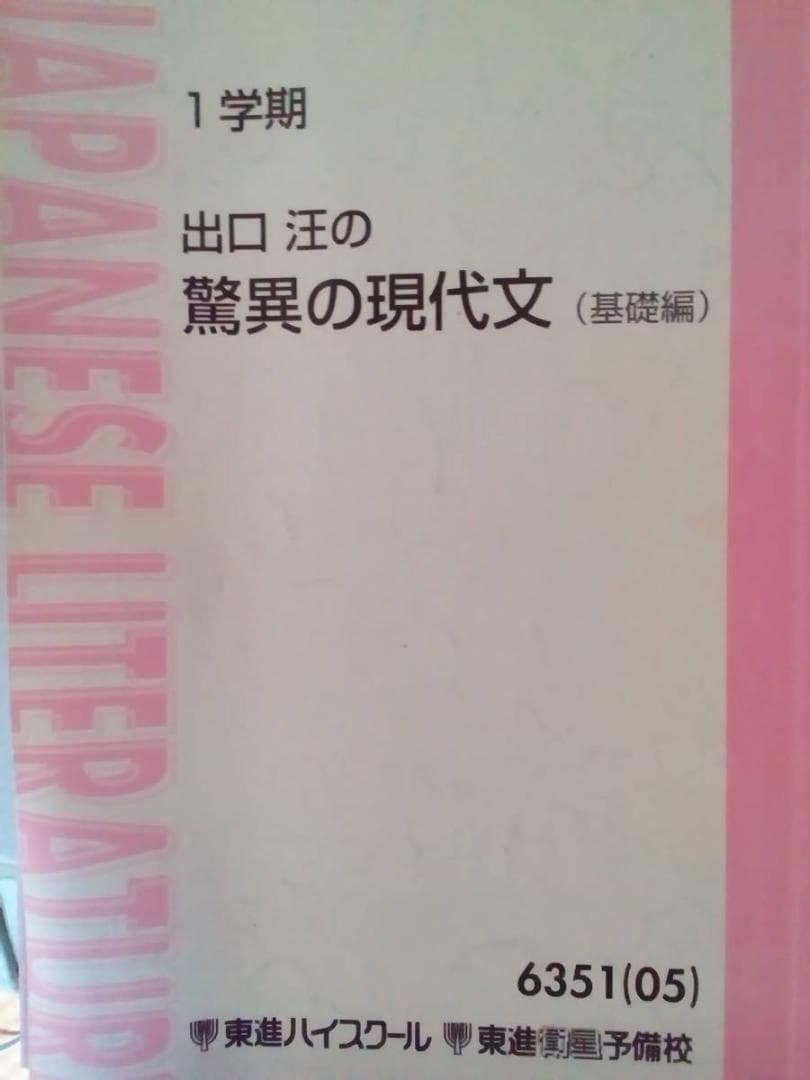 JAPANESE LITERATUR
1学期
出口 汪の
驚異の現代文（基礎編）
6351(05)
東進ハイスクール 東進衛星予備校